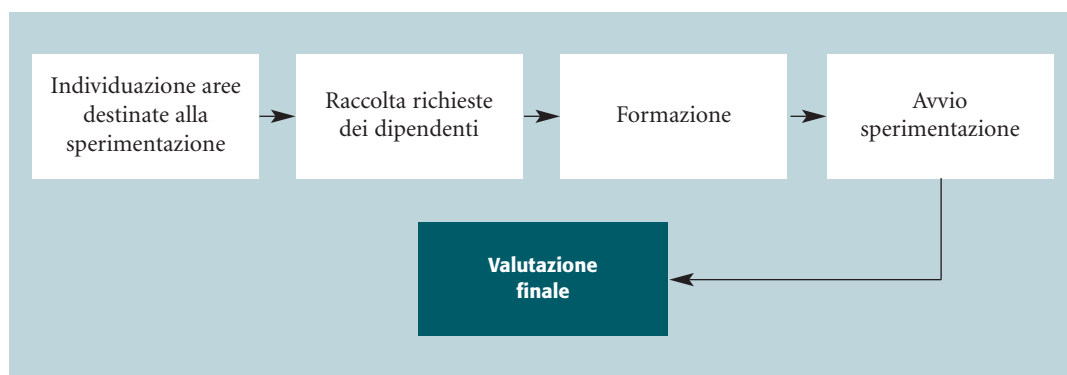 Individuazione aree
destinate alla
sperimentazione
Raccolta richieste
dei dipendenti
Formazione
Avvio
sperimentazione
Valutazione
finale